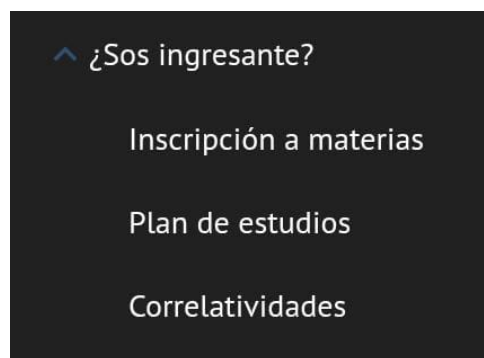 ¿Sos ingresante?
Inscripción a materias
Plan de estudios
Correlatividades